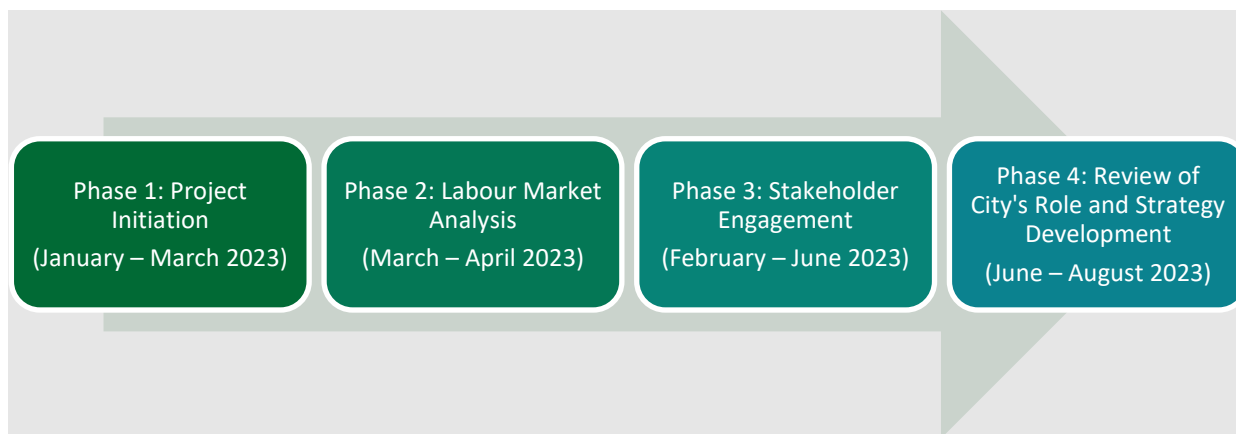 Phase 1: Project
Initiation
(January – March 2023)
Phase 2: Labour Market
Analysis
(March – April 2023)
Phase 3: Stakeholder
Engagement
(February – June 2023)
Phase 4: Review of
City's Role and Strategy
Development
(June – August 2023)